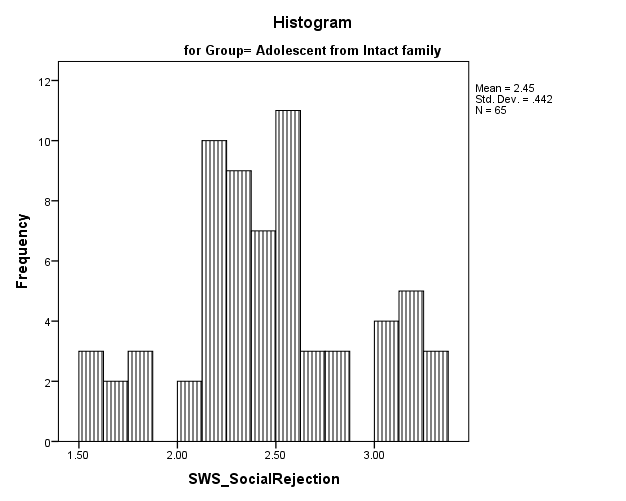 Histogram
for Group= Adolescent from Intact family
Mean = 2.45
Std. Dev. = .442
N = 65
Frequency
12
10
8
6
4
2
0
1.50 2.00 2.50 3.00
SWS_SocialRejection